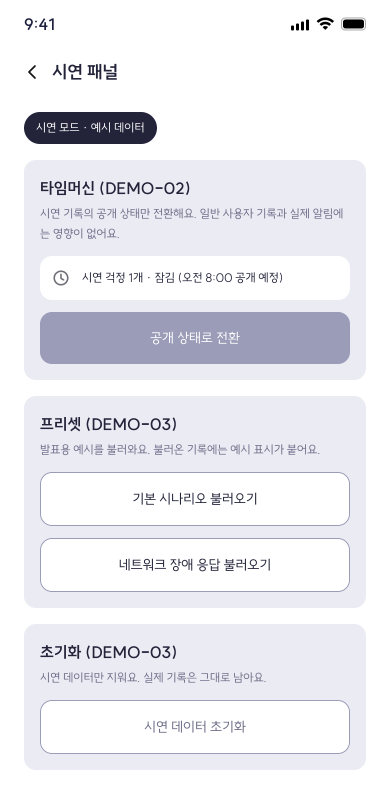 9:41
시연 패널
시연 모드 · 예시 데이터
타임머신 (DEMO-02)
시연 기록의 공개 상태만 전환해요. 일반 사용자 기록과 실제 알림에
는 영향이 없어요.
시연 걱정 1개 · 잠김 (오전 8:00 공개 예정)
공개 상태로 전환
프리셋 (DEMO-03)
발표용 예시를 불러와요. 불러온 기록에는 예시 표시가 붙어요.
기본 시나리오 불러오기
네트워크 장애 응답 불러오기
초기화 (DEMO-03)
시연 데이터만 지워요. 실제 기록은 그대로 남아요.
시연 데이터 초기화